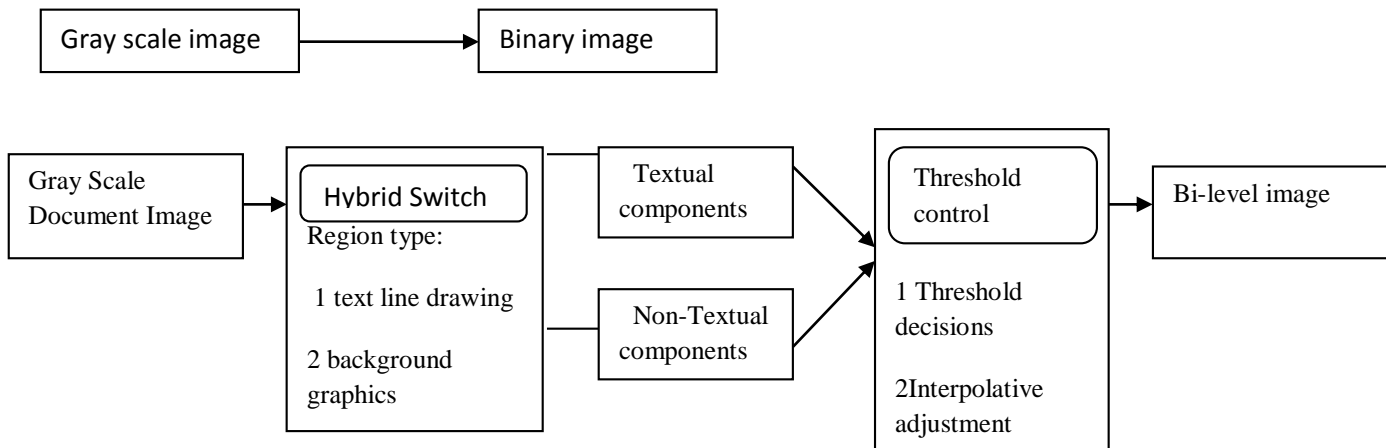 Gray scale image
Binary image
Gray Scale
Document Image
Hybrid Switch
Region type:
1 text line drawing
2 background
graphics
Textual
components
Non-Textual
components
Threshold
control
1 Threshold
decisions
2Interpolative
adjustment
Bi-level image